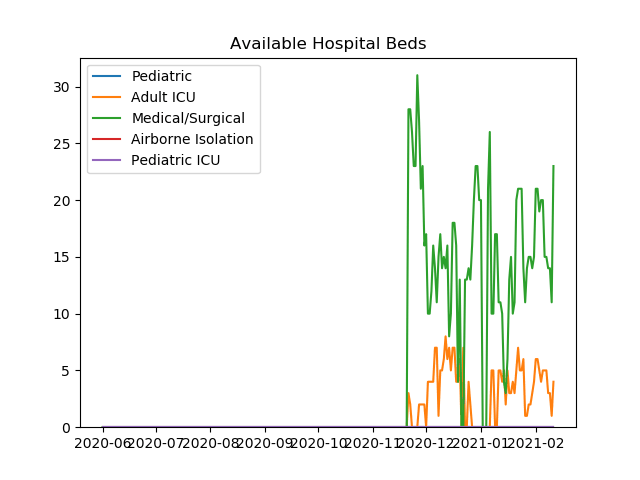 Available Hospital Beds
Pediatric
Adult ICU
Medical/Surgical
Airborne Isolation
Pediatric ICU
30
25
20
15
10
5
0
2020-06 2020-07 2020-08 2020-09 2020-10 2020-11 2020-12 2021-01 2021-02